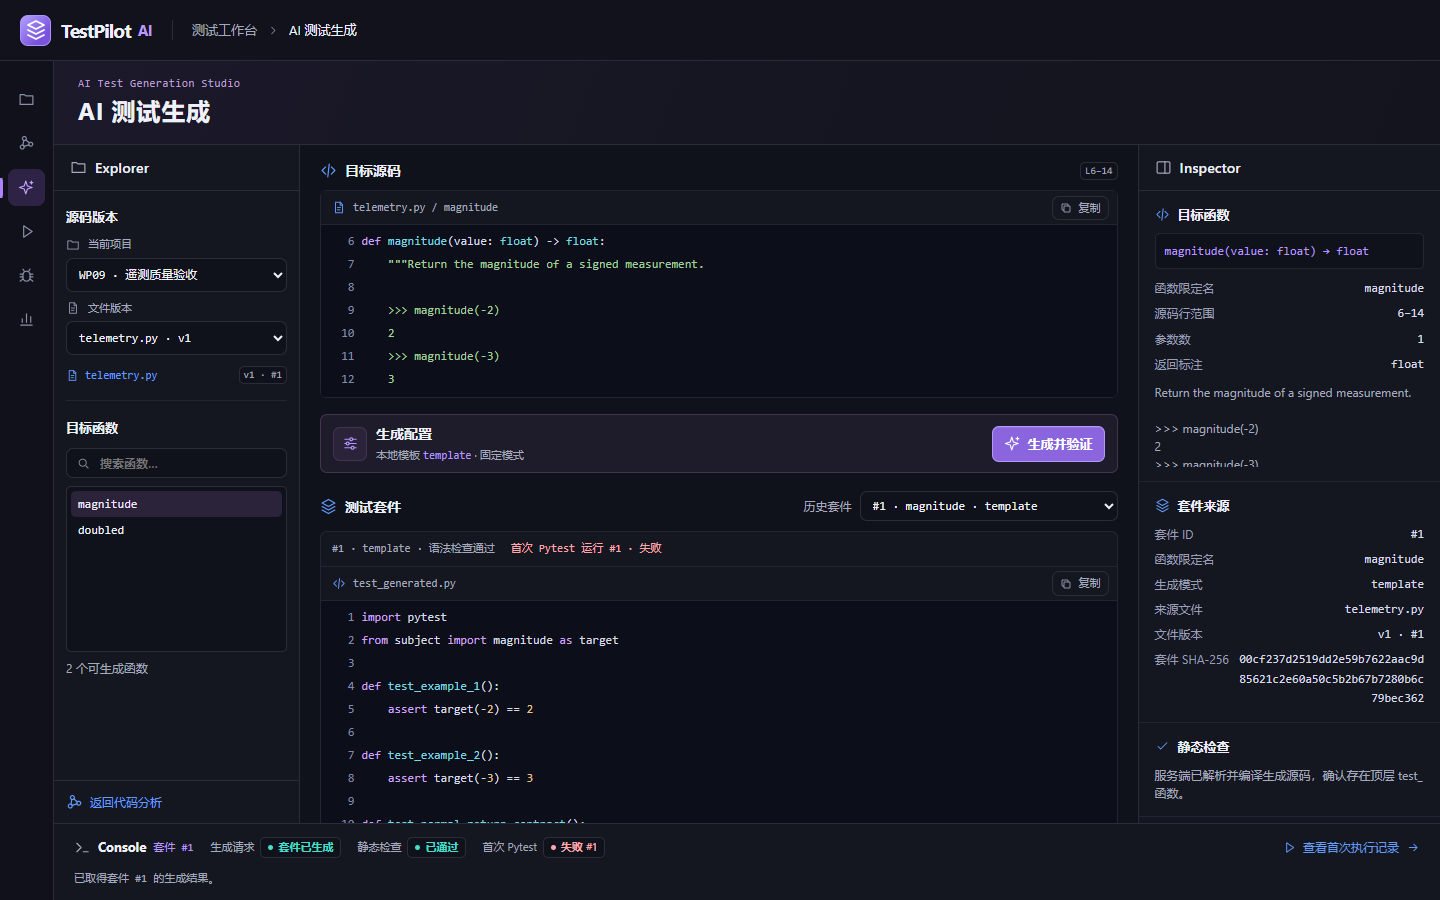 TestPilot AI
测试工作台 > AI 测试生成
AI Test Generation Studio
AI 测试生成
Explorer
源码版本
当前项目
WP09 · 遥测质量验收
文件版本
telemetry.py · v1
telemetry.py
v1 · #1
目标函数
搜索函数...
magnitude
doubled
2 个可生成函数
返回代码分析
目标源码
L6–14
telemetry.py / magnitude
复制
6 def magnitude(value: float) -> float:
7 """Return the magnitude of a signed measurement.
8
9 >>> magnitude(-2)
10 2
11 >>> magnitude(-3)
12 3
生成配置
本地模板 template · 固定模式
生成并验证
测试套件
历史套件
#1 · magnitude · template
#1 · template · 语法检查通过 首次 Pytest 运行 #1 · 失败
test_generated.py
复制
1 import pytest
2 from subject import magnitude as target
3
4 def test_example_1():
5 assert target(-2) == 2
6
7 def test_example_2():
8 assert target(-3) == 3
9
10 def test_normal_return_contract():
Inspector
目标函数
magnitude(value: float) → float
函数限定名 magnitude
源码行范围 6–14
参数数 1
返回标注 float
Return the magnitude of a signed measurement.
>>> magnitude(-2)
2
>>> magnitude(-3)
套件来源
套件 ID #1
函数限定名 magnitude
生成模式 template
来源文件 telemetry.py
文件版本 v1 · #1
套件 SHA-256 00cf237d2519dd2e59b7622aac9d
85621c2e60a50c5b2b67b7280b6c
79bec362
静态检查
服务端已解析并编译生成源码，确认存在顶层 test_
函数。
Console 套件 #1 生成请求 套件已生成 静态检查 已通过 首次 Pytest 失败 #1
查看首次执行记录 →
已取得套件 #1 的生成结果。